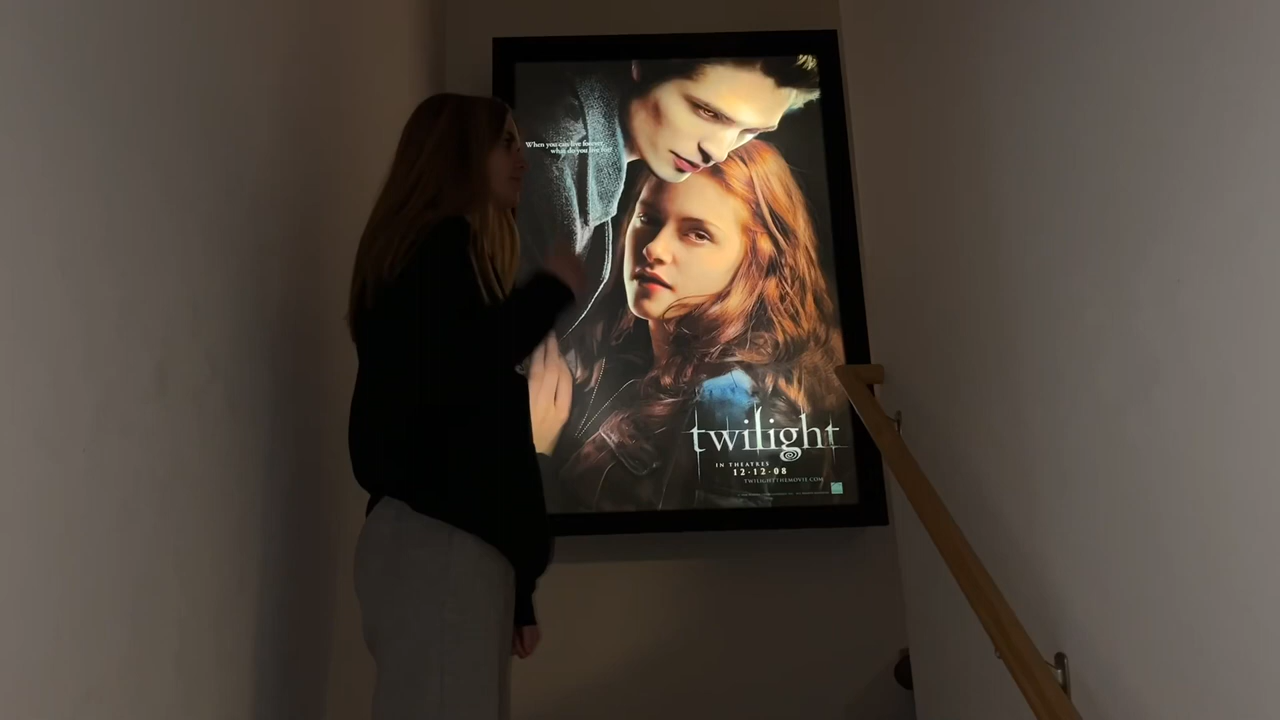 When you can live forever
what do you live for?
twilight
IN THEATRES
12·12·08
TWILIGHTTHEMOVIE.COM